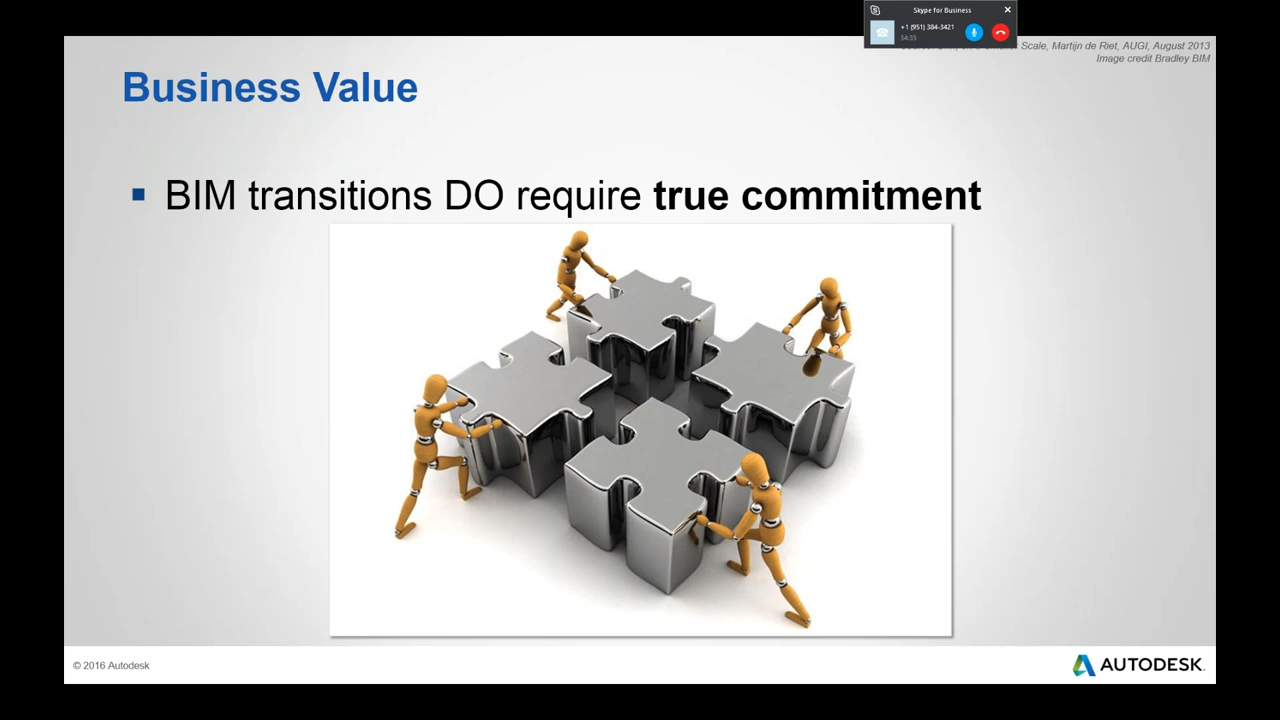 Skype for Business
+1 (951) 384-3421
34:35
Scale, Martijn de Riet, AUGI, August 2013
Image credit Bradley BIM
Business Value
BIM transitions DO require true commitment
© 2016 Autodesk
AUTODESK.